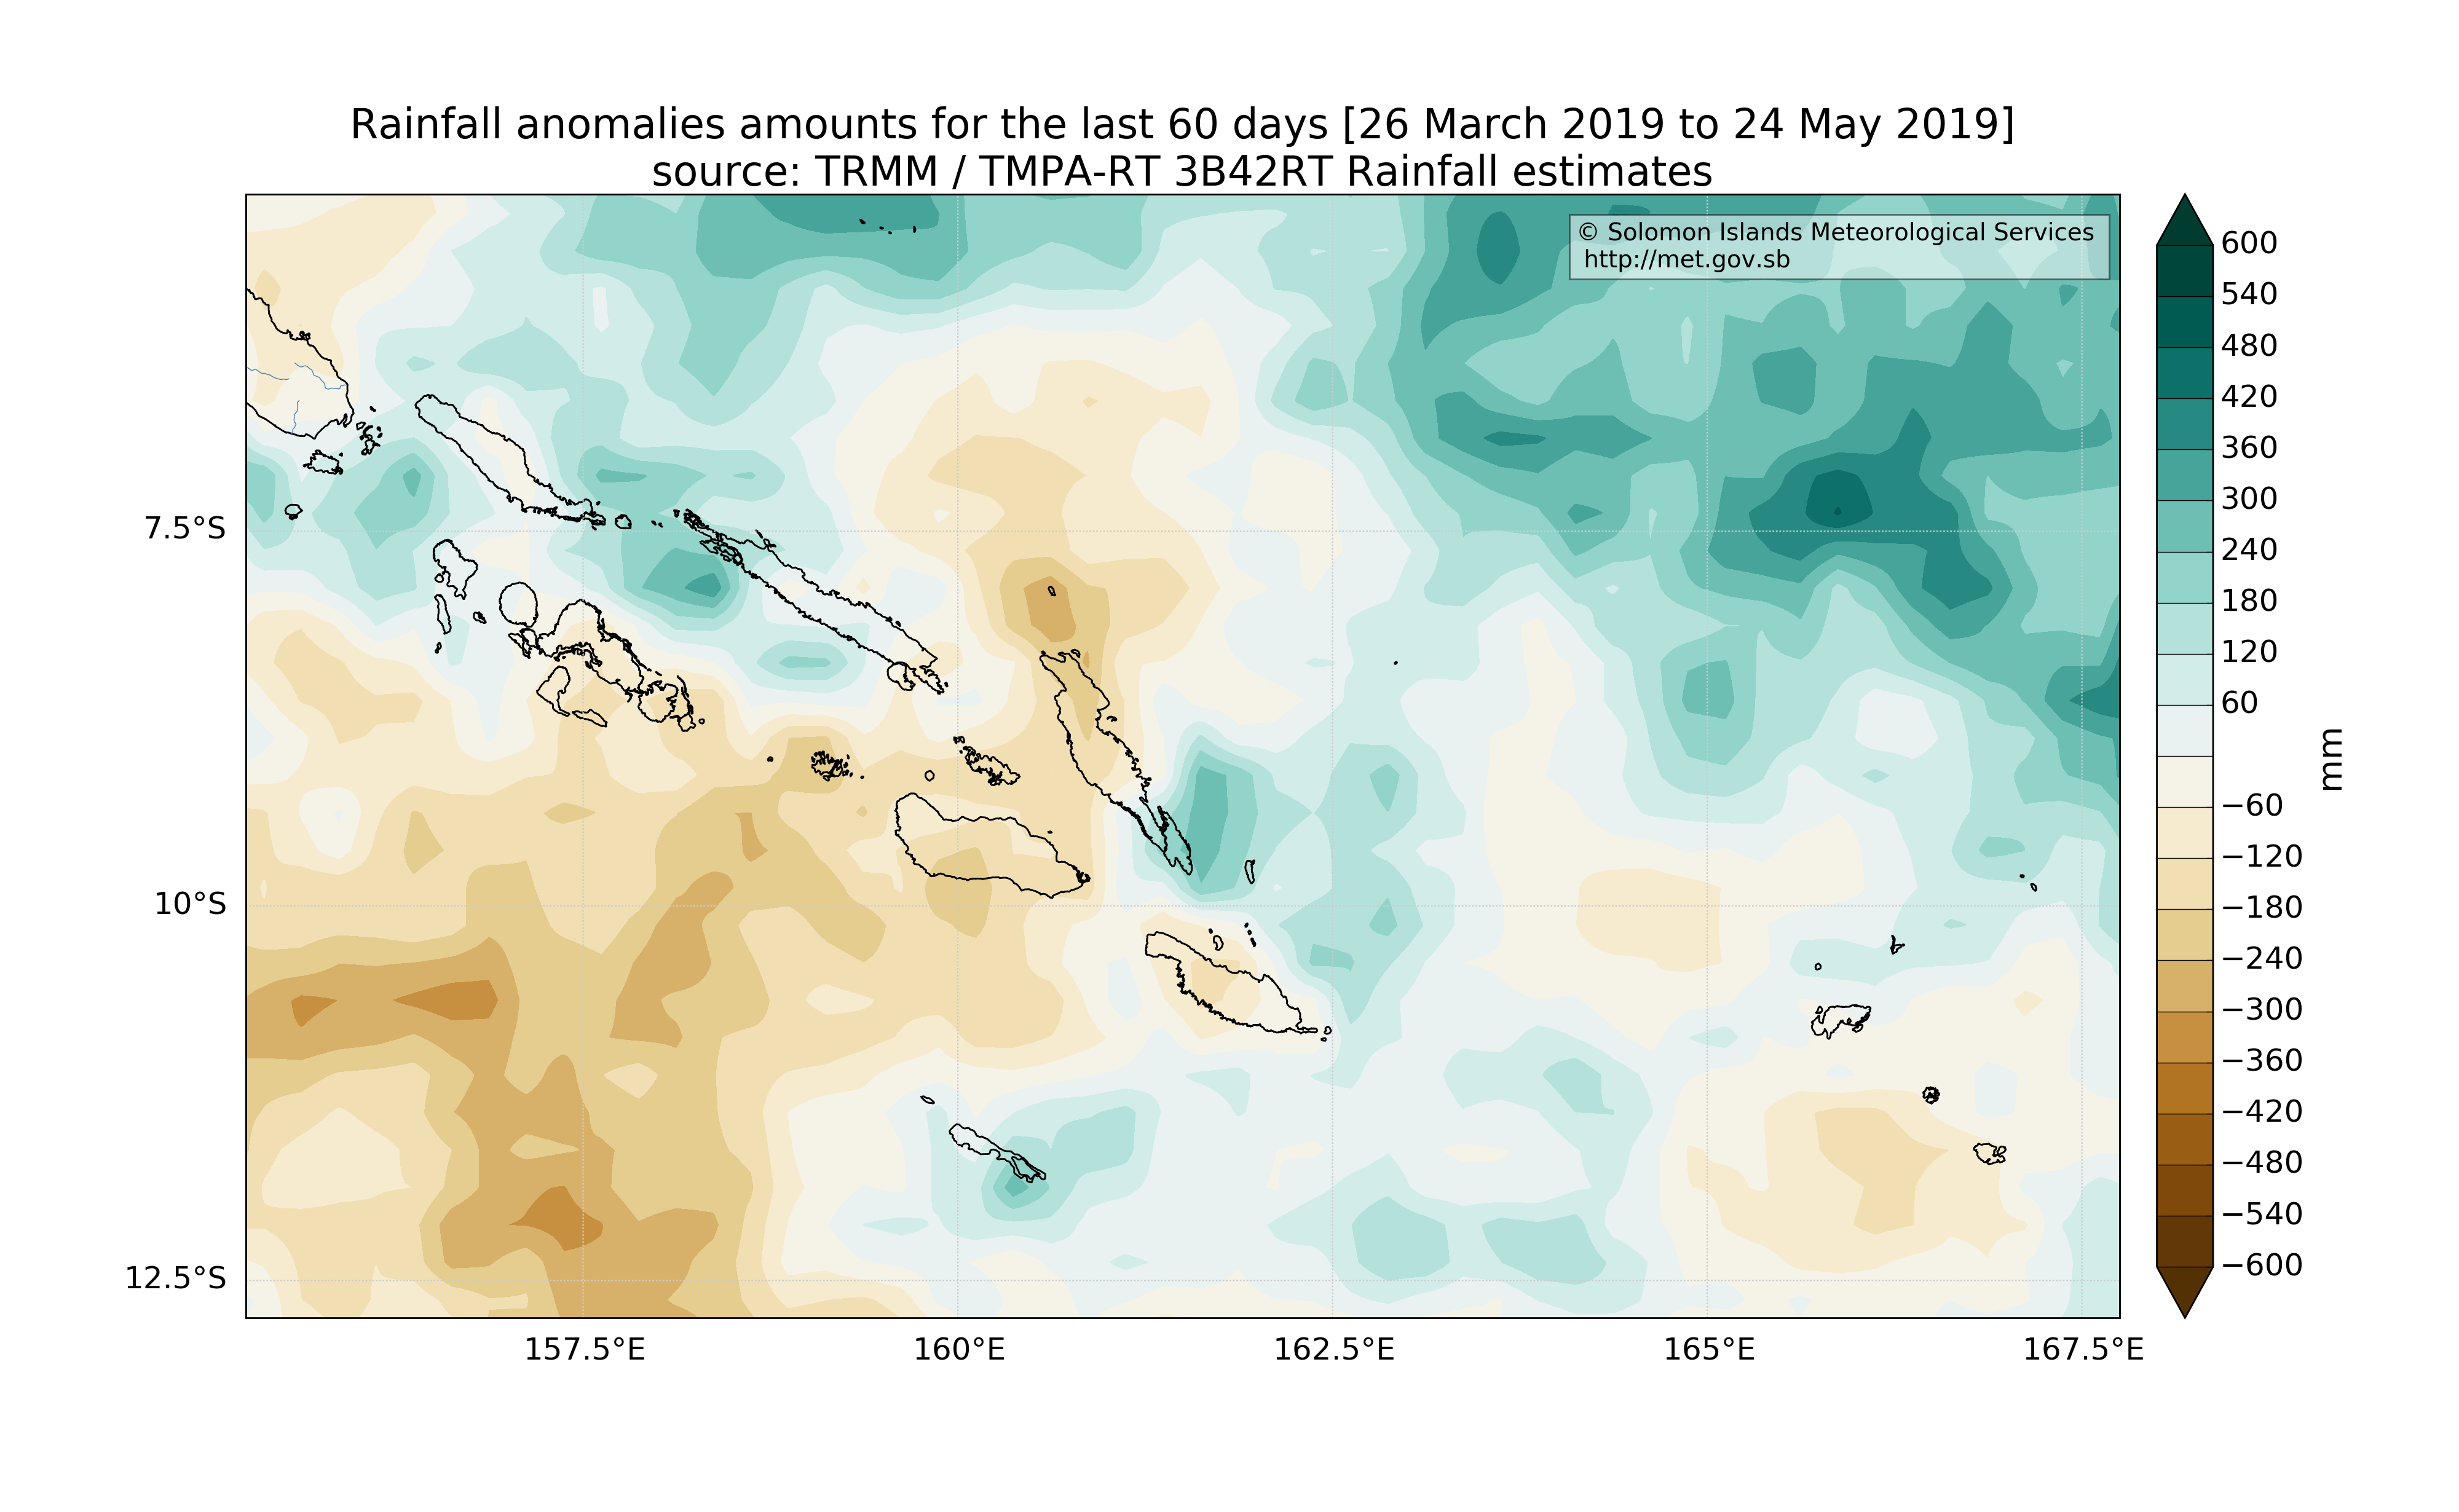 Rainfall anomalies amounts for the last 60 days [26 March 2019 to 24 May 2019]
source: TRMM / TMPA-RT 3B42RT Rainfall estimates
© Solomon Islands Meteorological Services
http://met.gov.sb
7.5°S
10°S
12.5°S
157.5°E
160°E
162.5°E
165°E
167.5°E
600
540
480
420
360
300
240
180
120
60
−60
−120
−180
−240
−300
−360
−420
−480
−540
−600
mm